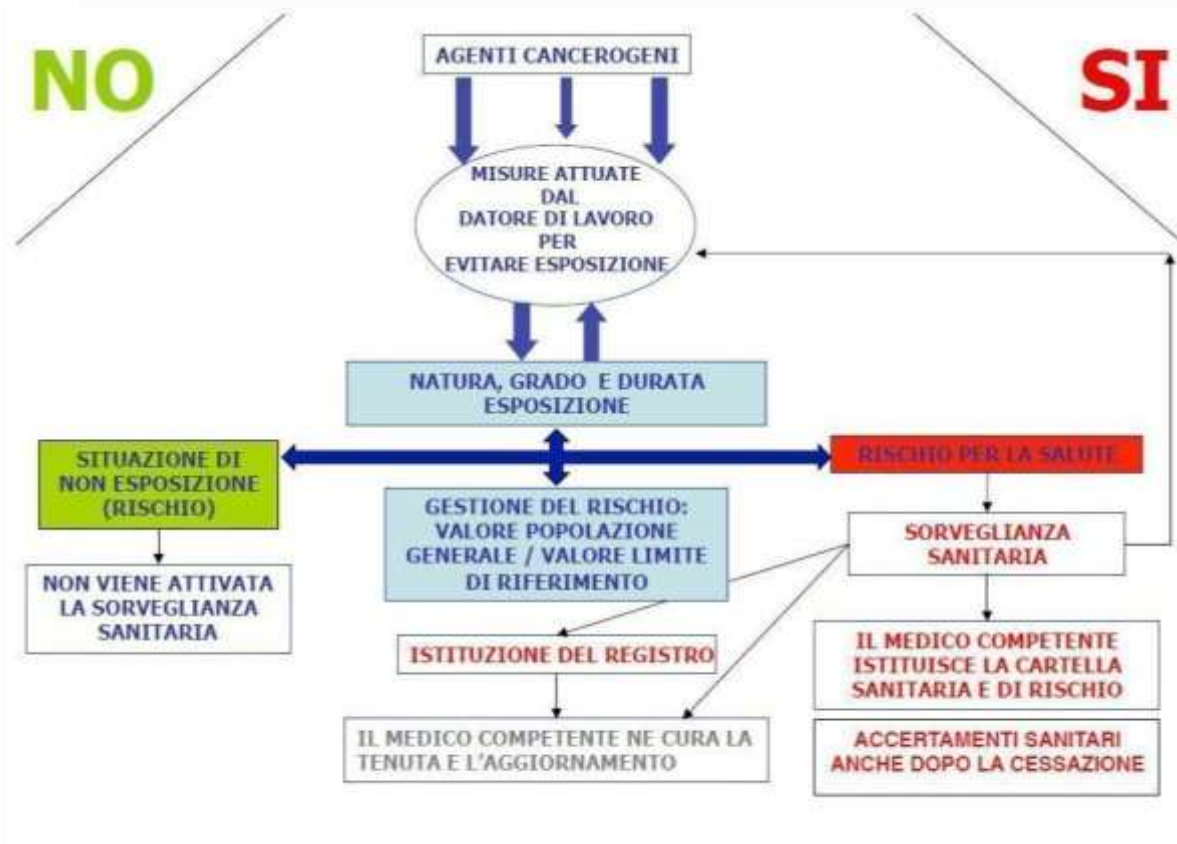 NO
SI
AGENTI CANCEROGENI
MISURE ATTUATE
DAL
DATORE DI LAVORO
PER
EVITARE ESPOSIZIONE
NATURA, GRADO E DURATA
ESPOSIZIONE
SITUAZIONE DI
NON ESPOSIZIONE
(RISCHIO)
RISCHIO PER LA SALUTE
GESTIONE DEL RISCHIO:
VALORE POPOLAZIONE
GENERALE / VALORE LIMITE
DI RIFERIMENTO
SORVEGLIANZA
SANITARIA
NON VIENE ATTIVATA
LA SORVEGLIANZA
SANITARIA
ISTITUZIONE DEL REGISTRO
IL MEDICO COMPETENTE
ISTITUISCE LA CARTELLA
SANITARIA E DI RISCHIO
IL MEDICO COMPETENTE NE CURA LA
TENUTA E L'AGGIORNAMENTO
ACCERTAMENTI SANITARI
ANCHE DOPO LA CESSAZIONE